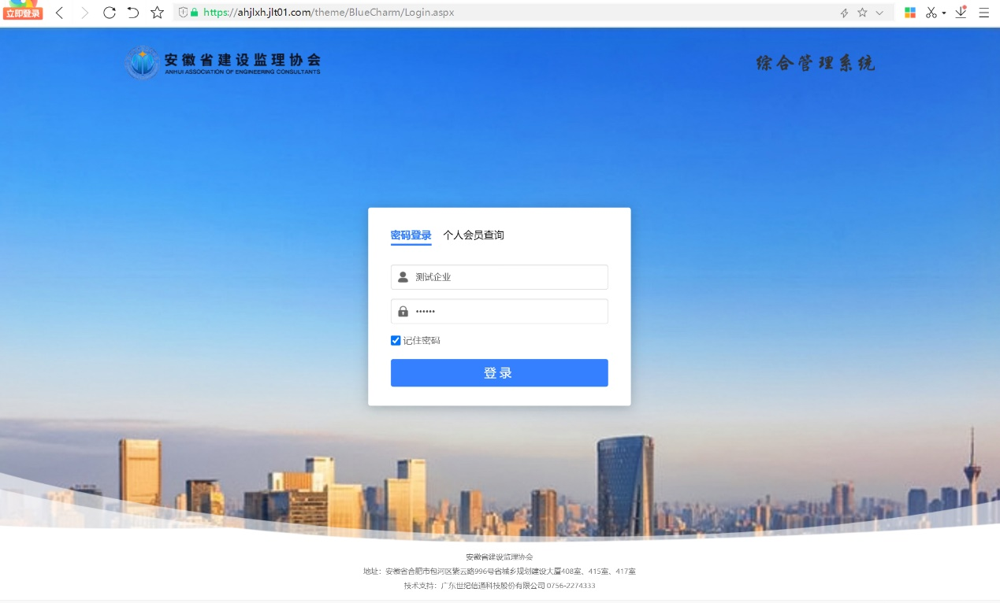 立即登录
https://ahjlxh.jlt01.com/theme/BlueCharm/Login.aspx
安徽省建设监理协会
ANHUI ASSOCIATION OF ENGINEERING CONSULTANTS
综合管理系统
密码登录 个人会员查询
测试企业
••••••
记住密码
登录
安徽省建设监理协会
地址：安徽省合肥市包河区紫云路996号省城乡规划建设大厦408室、415室、417室
技术支持：广东世纪信通科技股份有限公司 0756-2274333